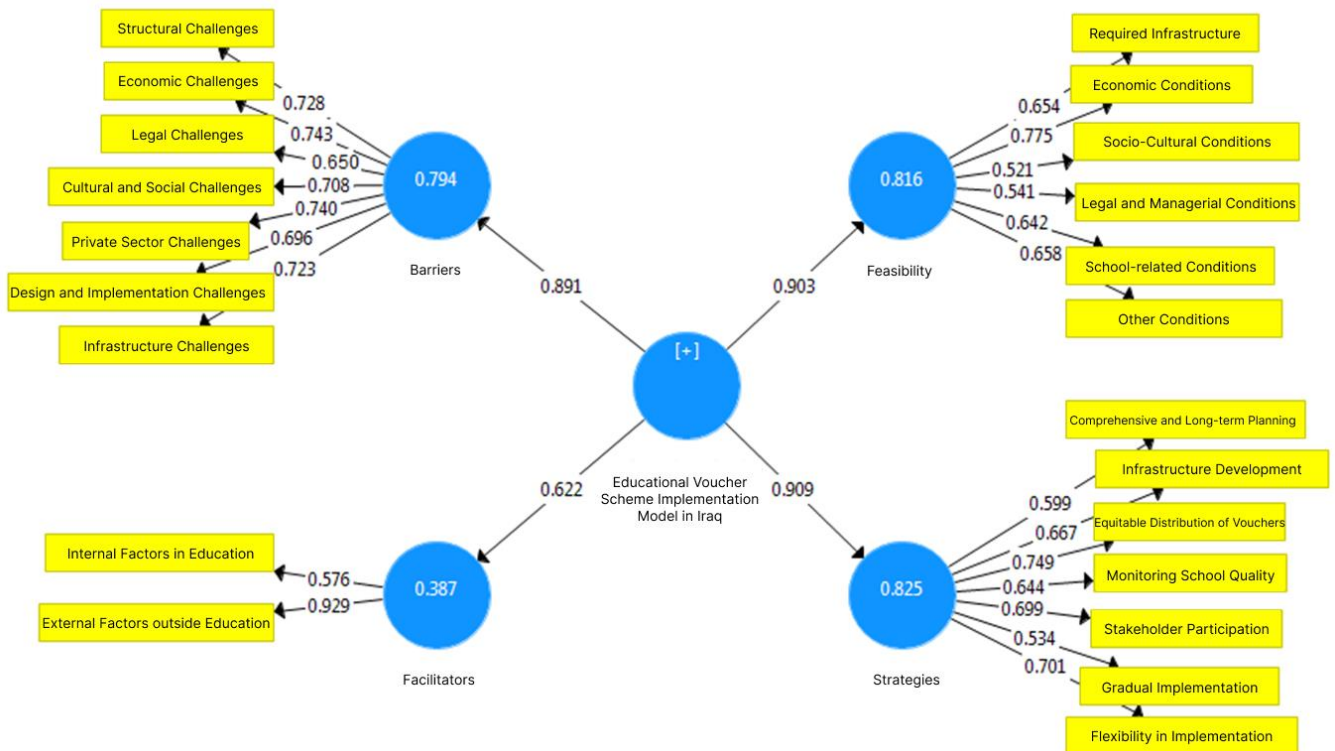 Structural Challenges
Economic Challenges
Legal Challenges
Cultural and Social Challenges
Private Sector Challenges
Design and Implementation Challenges
Infrastructure Challenges
0.728
0.743
0.650
0.708
0.740
0.696
0.723
0.794
Barriers
0.891
Required Infrastructure
Economic Conditions
Socio-Cultural Conditions
Legal and Managerial Conditions
School-related Conditions
Other Conditions
0.654
0.775
0.521
0.541
0.642
0.658
0.816
Feasibility
0.903
[+]
Educational Voucher
Scheme Implementation
Model in Iraq
0.622
Internal Factors in Education
External Factors outside Education
0.576
0.929
0.387
Facilitators
0.909
Comprehensive and Long-term Planning
Infrastructure Development
Equitable Distribution of Vouchers
Monitoring School Quality
Stakeholder Participation
Gradual Implementation
Flexibility in Implementation
0.599
0.667
0.749
0.644
0.699
0.534
0.701
0.825
Strategies